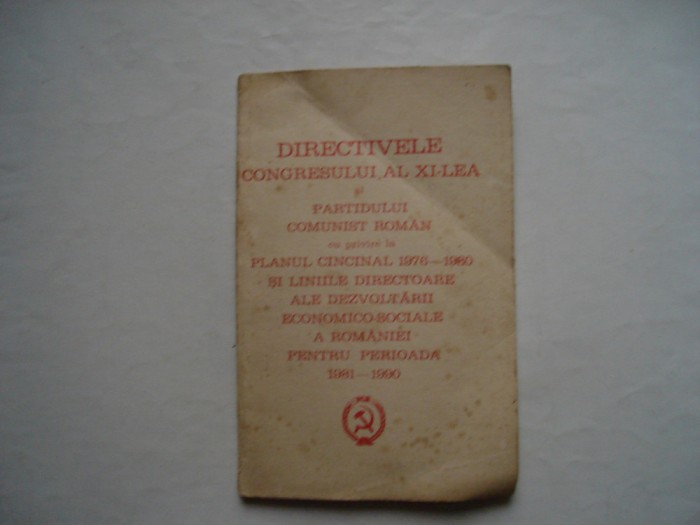 DIRECTIVELE
CONGRESULUI AL XI-LEA
și
PARTIDULUI
COMUNIST ROMÂN
cu privire la
PLANUL CINCINAL 1976—1980
ȘI LINIILE DIRECTOARE
ALE DEZVOLTĂRII
ECONOMICO-SOCIALE
A ROMÂNIEI
PENTRU PERIOADA
1981—1990